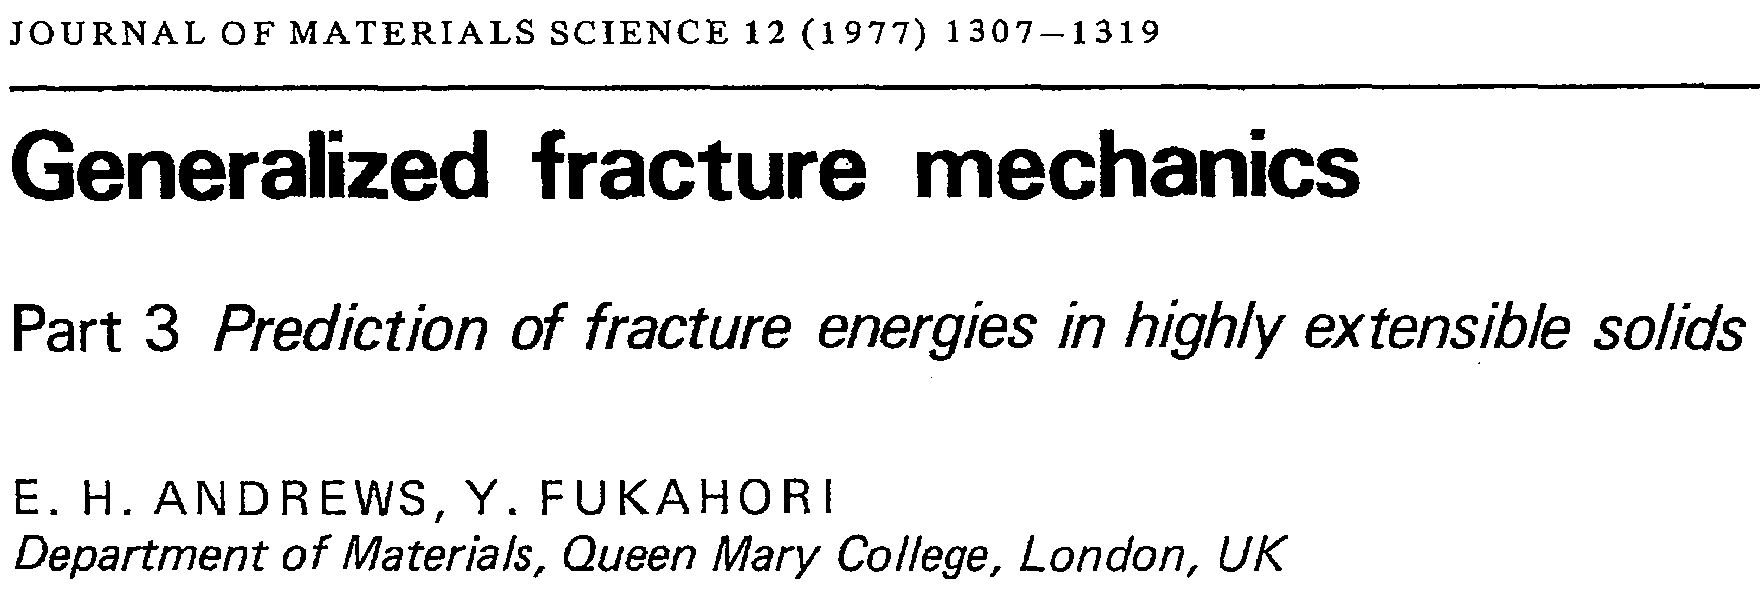 JOURNAL OF MATERIALS SCIENCE 12 (1977) 1307–1319
Generalized fracture mechanics
Part 3 Prediction of fracture energies in highly extensible solids
E. H. ANDREWS, Y. FUKAHORI
Department of Materials, Queen Mary College, London, UK